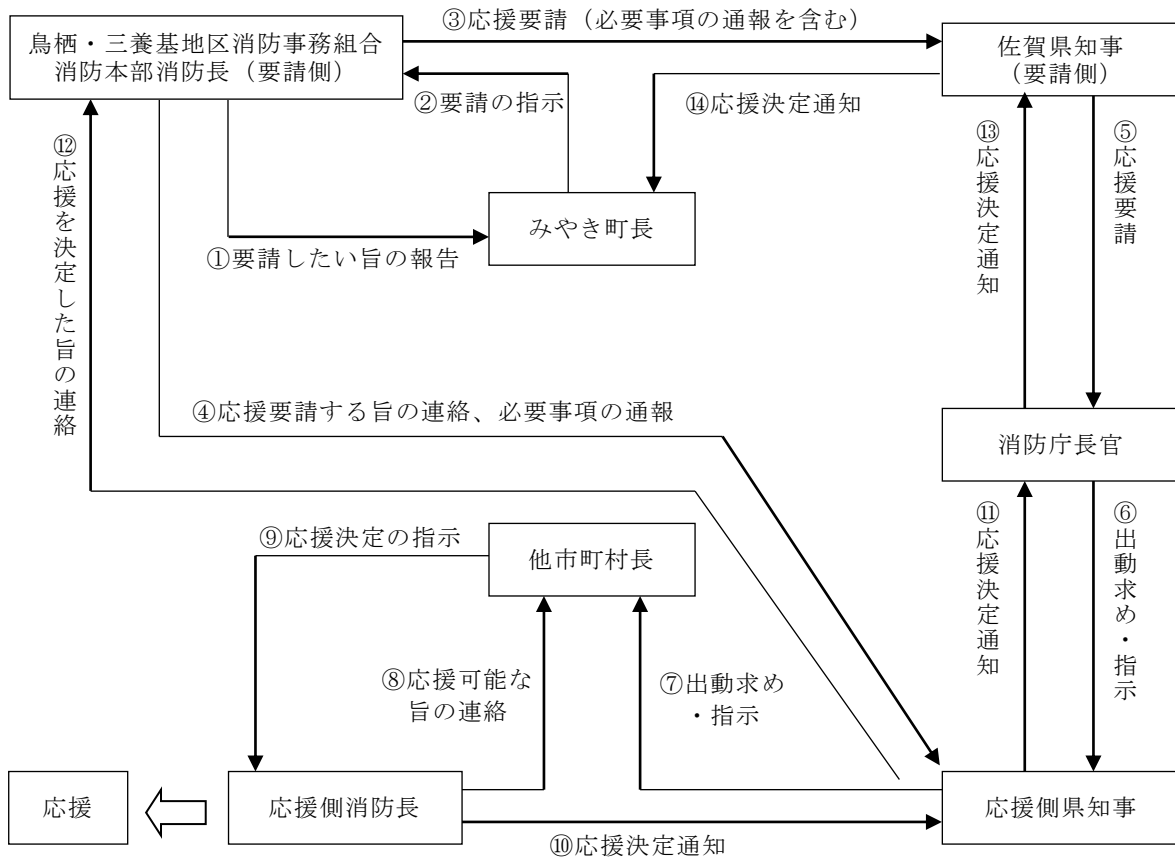 ③応援要請（必要事項の通報を含む）
鳥栖・三養基地区消防事務組合
消防本部消防長（要請側）
佐賀県知事
（要請側）
②要請の指示
⑭応援決定通知
⑫応援を決定した旨の連絡
⑬応援決定通知
⑤応援要請
みやき町長
①要請したい旨の報告
④応援要請する旨の連絡、必要事項の通報
消防庁長官
⑨応援決定の指示
他市町村長
⑪応援決定通知
⑥出動求め・指示
⑧応援可能な
旨の連絡
⑦出動求め
・指示
応援
応援側消防長
応援側県知事
⑩応援決定通知